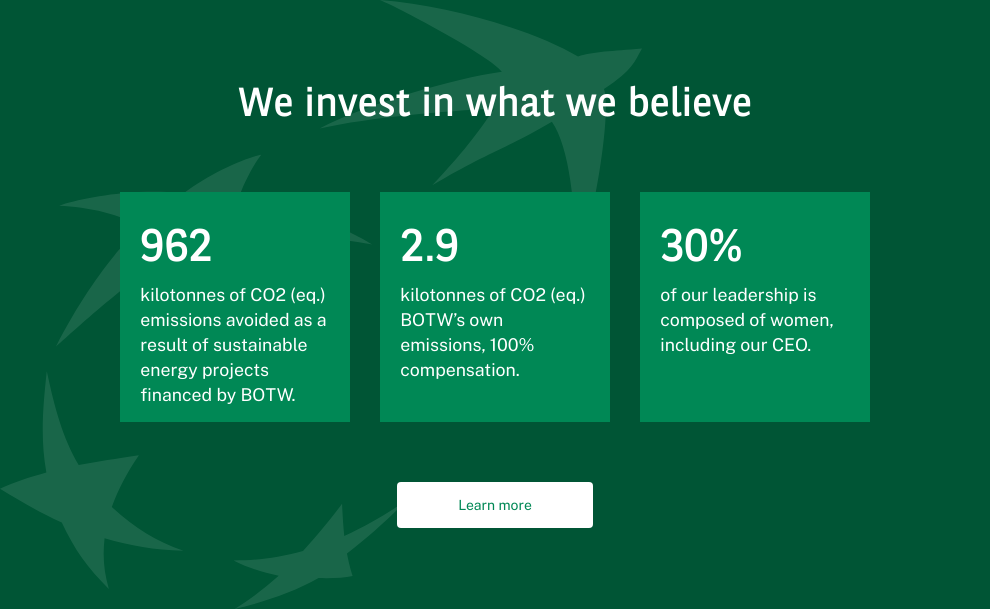 We invest in what we believe
962
kilotonnes of CO2 (eq.)
emissions avoided as a
result of sustainable
energy projects
financed by BOTW.
2.9
kilotonnes of CO2 (eq.)
BOTW’s own
emissions, 100%
compensation.
30%
of our leadership is
composed of women,
including our CEO.
Learn more